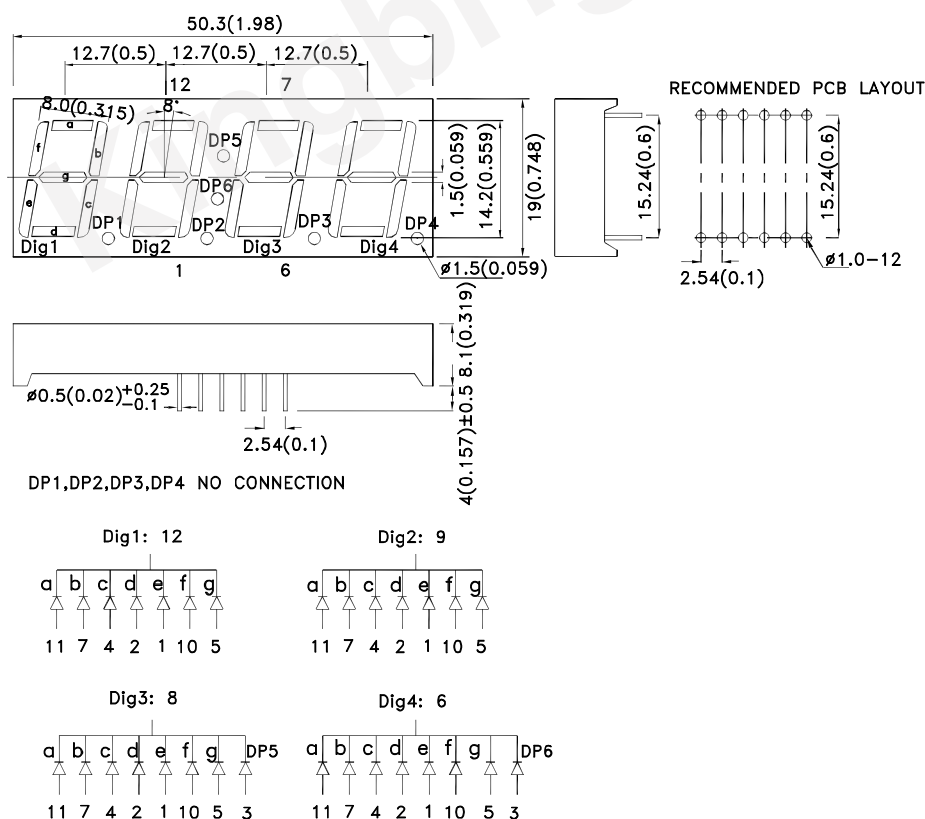 Kingbright
50.3(1.98)
12.7(0.5) 12.7(0.5) 12.7(0.5)
12 7
RECOMMENDED PCB LAYOUT
8.0(0.315) 8°
a
f b
g
e c
d
DP5
DP6
DP1 DP2 DP3 DP4
Dig1 Dig2 Dig3 Dig4
1 6
1.5(0.059)
14.2(0.559)
19(0.748)
ø1.5(0.059)
15.24(0.6)
15.24(0.6)
ø1.0-12
2.54(0.1)
8.1(0.319)
4(0.157)±0.5
ø0.5(0.02)+0.25
-0.1
2.54(0.1)
DP1,DP2,DP3,DP4 NO CONNECTION
Dig1: 12
a b c d e f g
11 7 4 2 1 10 5
Dig2: 9
a b c d e f g
11 7 4 2 1 10 5
Dig3: 8
a b c d e f g DP5
11 7 4 2 1 10 5 3
Dig4: 6
a b c d e f g DP6
11 7 4 2 1 10 5 3